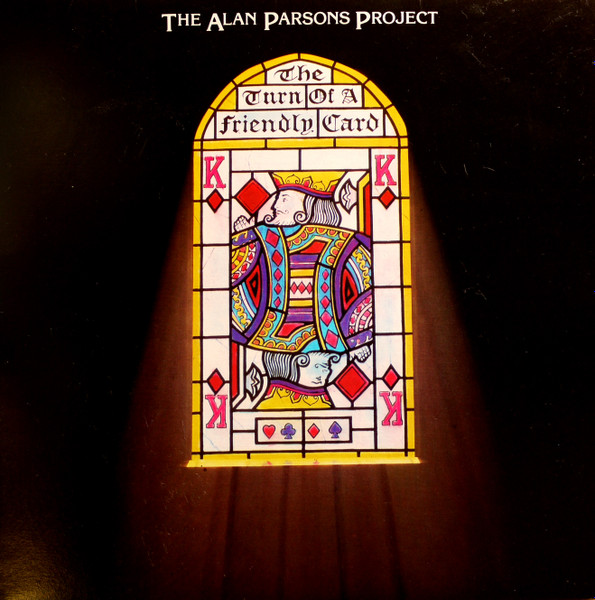 THE ALAN PARSONS PROJECT
The
Turn Of A
Friendly Card
K K
K K